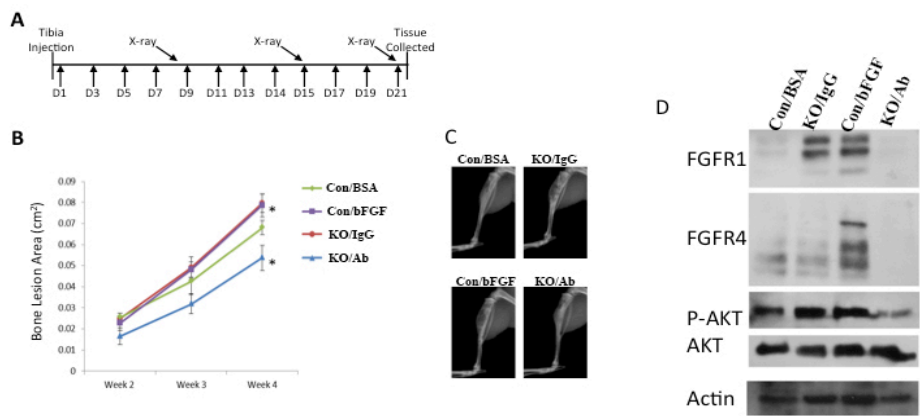 A
Tibia
Injection
X-ray
X-ray
X-ray
Tissue
Collected
D1 D3 D5 D7 D9 D11 D13 D14 D15 D17 D19 D21
B
Bone Lesion Area (cm²)
0.09
0.08
0.07
0.06
0.05
0.04
0.03
0.02
0.01
0
Week 2 Week 3 Week 4
*
*
Con/BSA
Con/bFGF
KO/IgG
KO/Ab
C
Con/BSA KO/IgG
Con/bFGF KO/Ab
D
Con/BSA
KO/IgG
Con/bFGF
KO/Ab
FGFR1
FGFR4
P-AKT
AKT
Actin